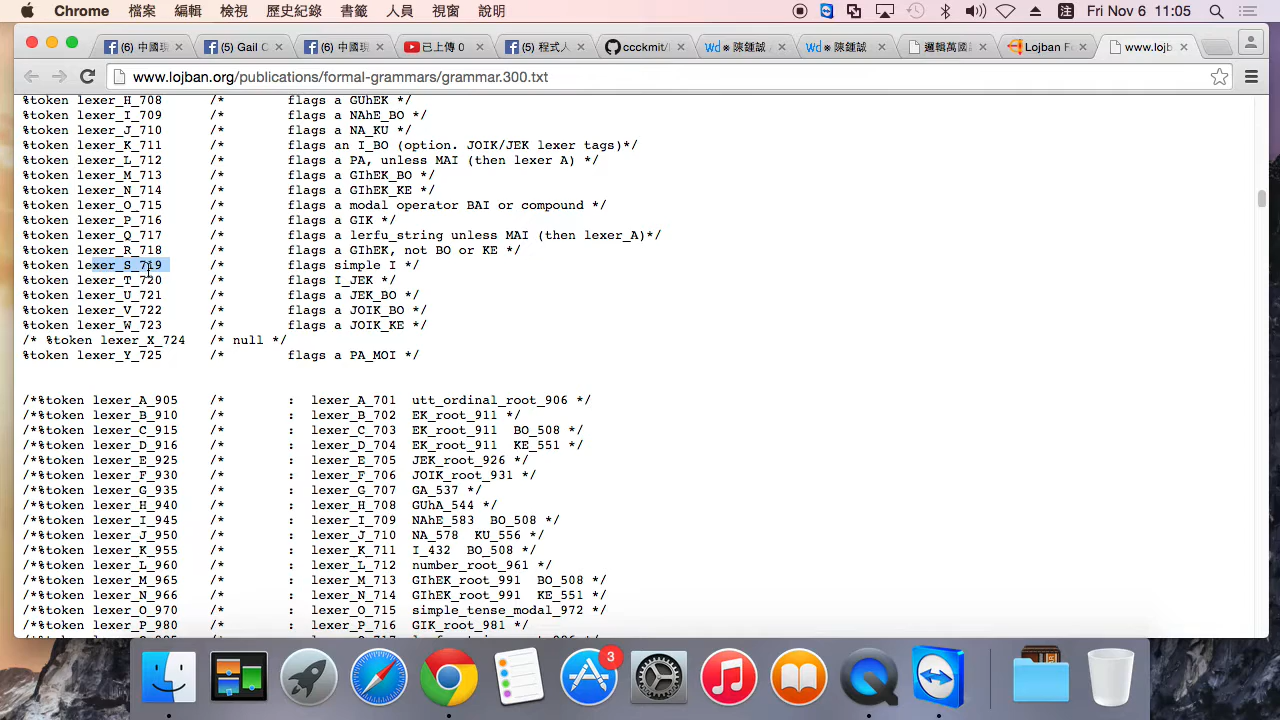 Chrome 檔案 編輯 檢視 歷史紀錄 書籤 人員 視窗 說明 注 Fri Nov 6 11:05
(6) 中國現 (5) Gail C (6) 中國現 已上傳 0 (5) 程式人 ccckmit/ 陳鍾誠 陳鍾誠 邏輯萬國 Lojban Fo www.lojb
www.lojban.org/publications/formal-grammars/grammar.300.txt
%token lexer_H_708 /* flags a GUhEK */
%token lexer_I_709 /* flags a NAhE_BO */
%token lexer_J_710 /* flags a NA_KU */
%token lexer_K_711 /* flags an I_BO (option. JOIK/JEK lexer tags)*/
%token lexer_L_712 /* flags a PA, unless MAI (then lexer A) */
%token lexer_M_713 /* flags a GIhEK_BO */
%token lexer_N_714 /* flags a GIhEK_KE */
%token lexer_O_715 /* flags a modal operator BAI or compound */
%token lexer_P_716 /* flags a GIK */
%token lexer_Q_717 /* flags a lerfu_string unless MAI (then lexer_A)*/
%token lexer_R_718 /* flags a GIhEK, not BO or KE */
%token lexer_S_719 /* flags simple I */
%token lexer_T_720 /* flags I_JEK */
%token lexer_U_721 /* flags a JEK_BO */
%token lexer_V_722 /* flags a JOIK_BO */
%token lexer_W_723 /* flags a JOIK_KE */
/* %token lexer_X_724 /* null */
%token lexer_Y_725 /* flags a PA_MOI */
/*%token lexer_A_905 /* : lexer_A_701 utt_ordinal_root_906 */
/*%token lexer_B_910 /* : lexer_B_702 EK_root_911 */
/*%token lexer_C_915 /* : lexer_C_703 EK_root_911 BO_508 */
/*%token lexer_D_916 /* : lexer_D_704 EK_root_911 KE_551 */
/*%token lexer_E_925 /* : lexer_E_705 JEK_root_926 */
/*%token lexer_F_930 /* : lexer_F_706 JOIK_root_931 */
/*%token lexer_G_935 /* : lexer_G_707 GA_537 */
/*%token lexer_H_940 /* : lexer_H_708 GUhA_544 */
/*%token lexer_I_945 /* : lexer_I_709 NAhE_583 BO_508 */
/*%token lexer_J_950 /* : lexer_J_710 NA_578 KU_556 */
/*%token lexer_K_955 /* : lexer_K_711 I_432 BO_508 */
/*%token lexer_L_960 /* : lexer_L_712 number_root_961 */
/*%token lexer_M_965 /* : lexer_M_713 GIhEK_root_991 BO_508 */
/*%token lexer_N_966 /* : lexer_N_714 GIhEK_root_991 KE_551 */
/*%token lexer_O_970 /* : lexer_O_715 simple_tense_modal_972 */
/*%token lexer_P_980 /* : lexer_P_716 GIK_root_981 */
3